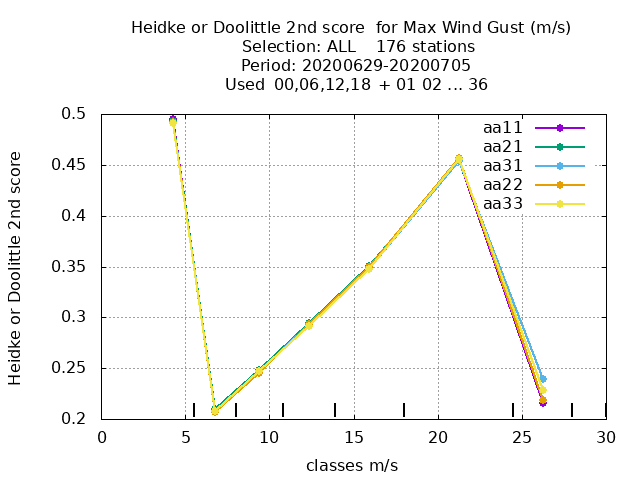 Heidke or Doolittle 2nd score  for Max Wind Gust (m/s)
Selection: ALL    176 stations
Period: 20200629-20200705
Used  00,06,12,18 + 01 02 ... 36
Heidke or Doolittle 2nd score
0.5
0.45
0.4
0.35
0.3
0.25
0.2
aa11
aa21
aa31
aa22
aa33
0 5 10 15 20 25 30
classes m/s